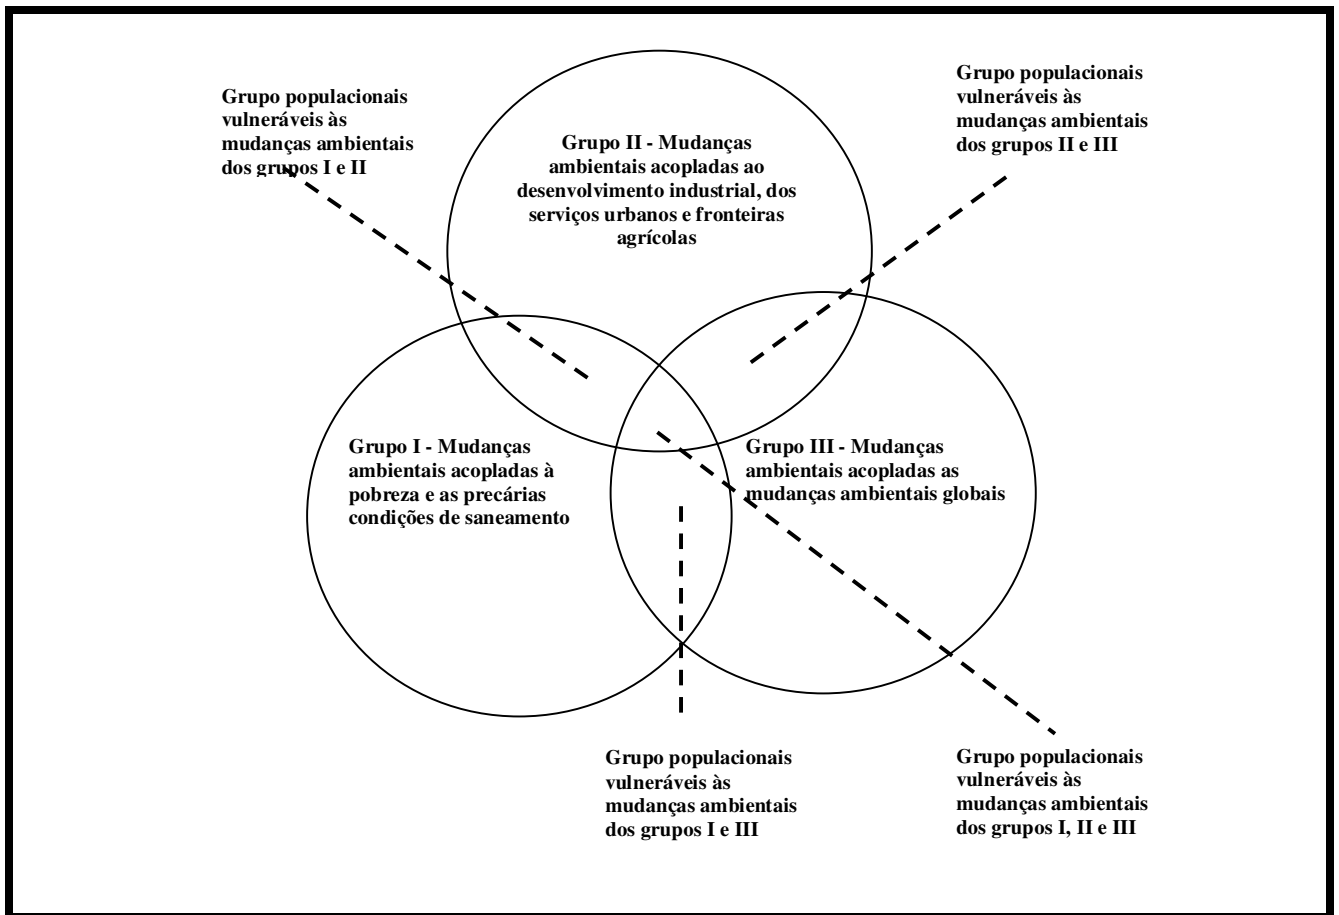 Grupo populacionais
vulneráveis às
mudanças ambientais
dos grupos I e II
Grupo populacionais
vulneráveis às
mudanças ambientais
dos grupos II e III
Grupo II - Mudanças
ambientais acopladas ao
desenvolvimento industrial, dos
serviços urbanos e fronteiras
agrícolas
Grupo I - Mudanças
ambientais acopladas à
pobreza e as precárias
condições de saneamento
Grupo III - Mudanças
ambientais acopladas as
mudanças ambientais globais
Grupo populacionais
vulneráveis às
mudanças ambientais
dos grupos I e III
Grupo populacionais
vulneráveis às
mudanças ambientais
dos grupos I, II e III